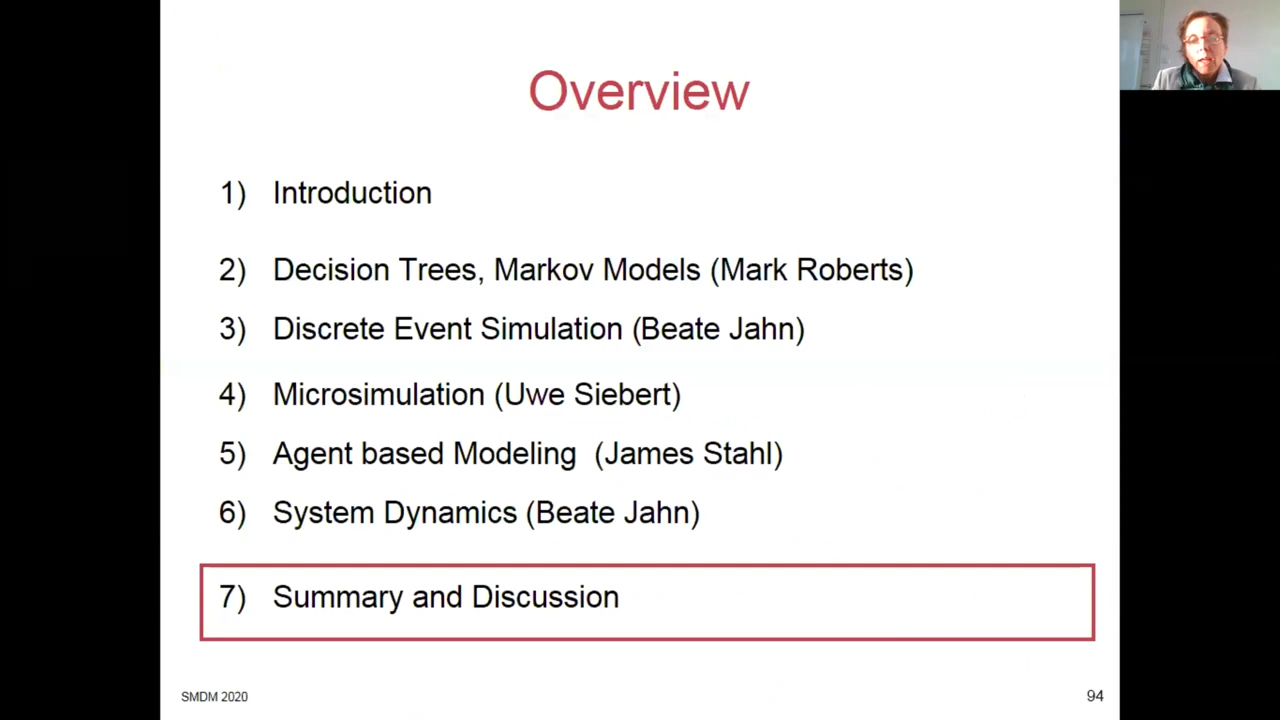 Overview
1) Introduction
2) Decision Trees, Markov Models (Mark Roberts)
3) Discrete Event Simulation (Beate Jahn)
4) Microsimulation (Uwe Siebert)
5) Agent based Modeling (James Stahl)
6) System Dynamics (Beate Jahn)
7) Summary and Discussion
SMDM 2020
94